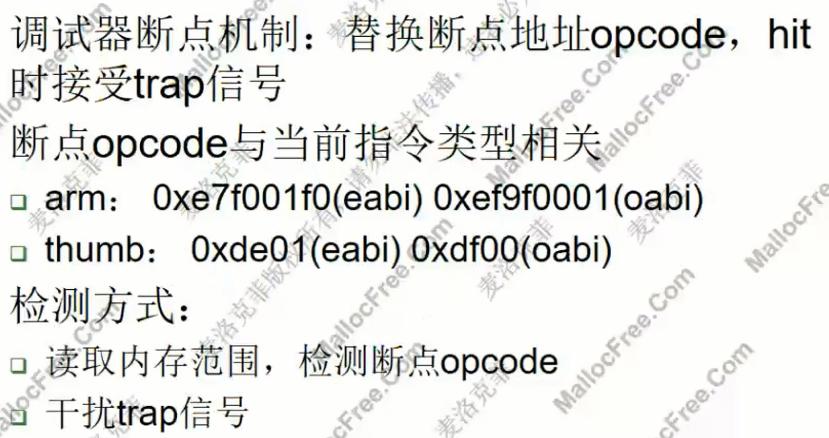 调试器断点机制：替换断点地址opcode，hit
时接受trap信号
断点opcode与当前指令类型相关
arm： 0xe7f001f0(eabi) 0xef9f0001(oabi)
thumb： 0xde01(eabi) 0xdf00(oabi)
检测方式：
读取内存范围，检测断点opcode
干扰trap信号
麦洛克菲
MallocFree.Com